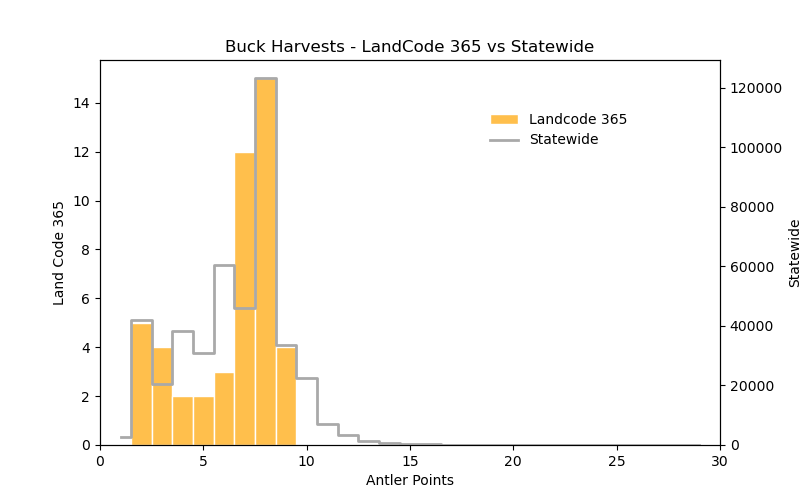 Buck Harvests - LandCode 365 vs Statewide
Landcode 365
Statewide
Land Code 365
14
12
10
8
6
4
2
0
120000
100000
80000
60000
40000
20000
0
Statewide
0 5 10 15 20 25 30
Antler Points